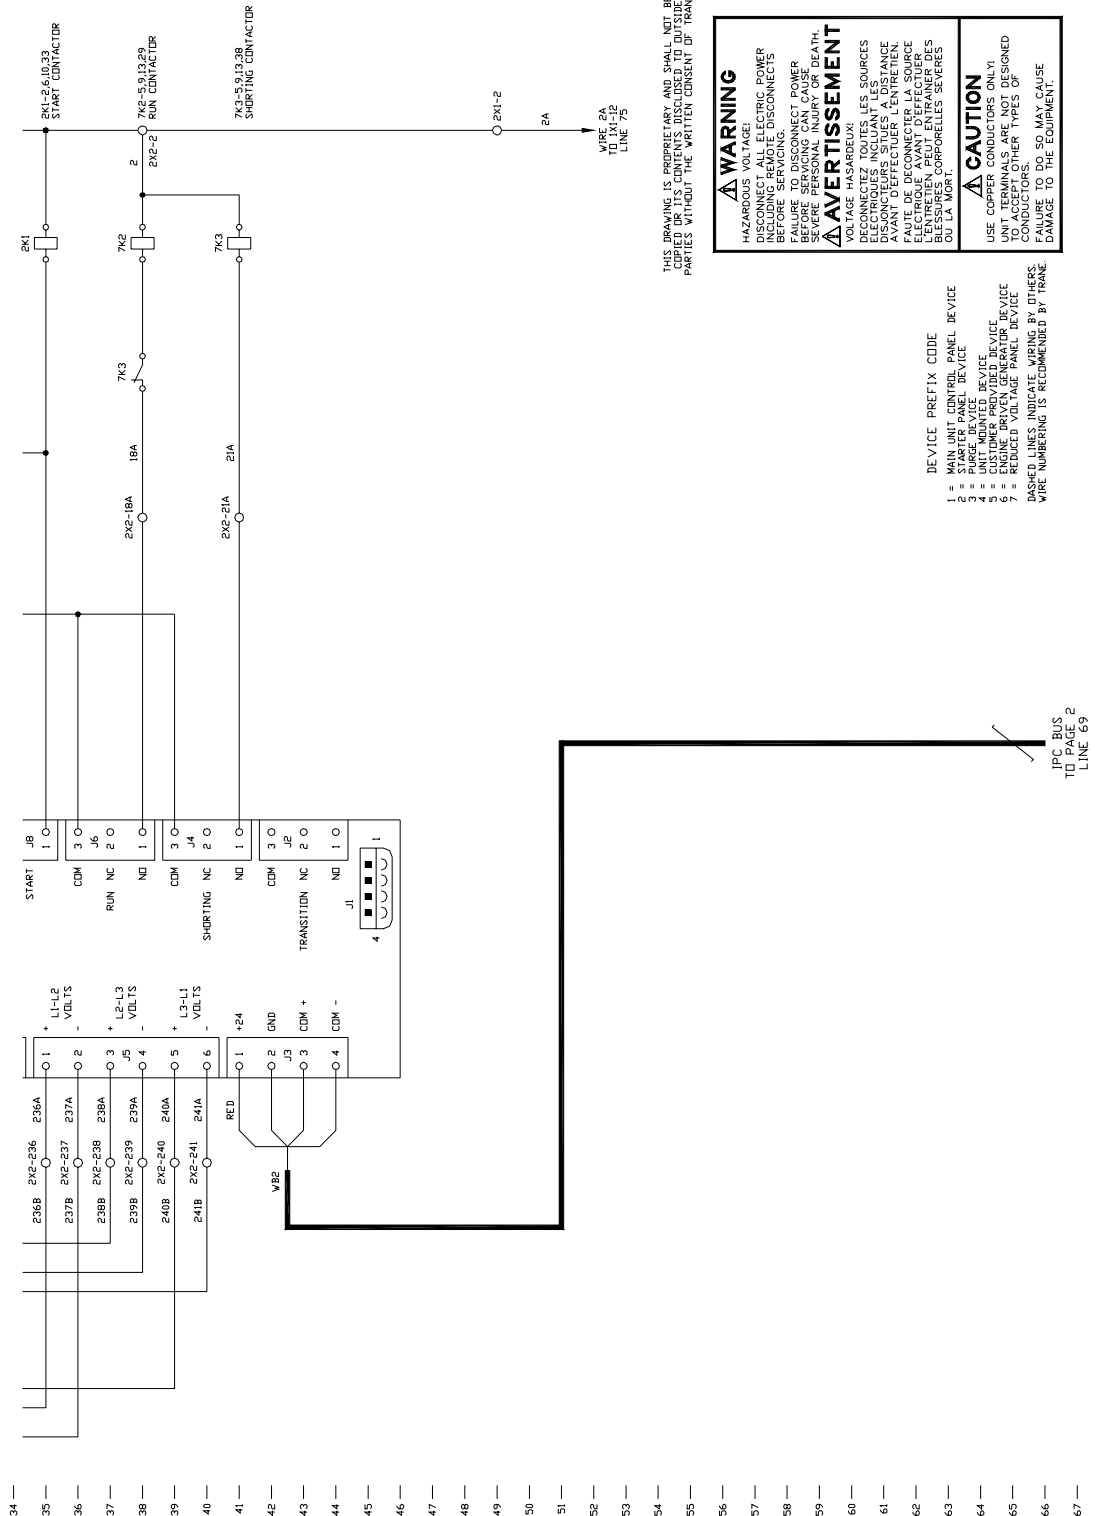 34
35
36
37
38
39
40
41
42
43
44
45
46
47
48
49
50
51
52
53
54
55
56
57
58
59
60
61
62
63
64
65
66
67
236B 2X2-236 236A 1 +
L1-L2
VOLTS
237B 2X2-237 237A 2 -
238B 2X2-238 238A 3 +
J5
L2-L3
VOLTS
239B 2X2-239 239A 4 -
240B 2X2-240 240A 5 +
L3-L1
VOLTS
241B 2X2-241 241A 6 -
WB2
RED
1 +24
2 GND
J3
3 COM +
4 COM -
START
1
J8
COM 3
J6
RUN NC 2
NO 1
COM 3
J4
SHORTING NC 2
NO 1
COM 3
J2
TRANSITION NC 2
NO 1
4 J1 1
2K1
2K1-2,6,10,33
START CONTACTOR
2X2-18A 18A 7K3 7K2
2
2X2-2
7K2-5,9,13,29
RUN CONTACTOR
2X2-21A 21A 7K3
7K3-5,9,13,38
SHORTING CONTACTOR
2X1-2
2A
WIRE 2A
TO 1X1-12
LINE 75
IPC BUS
TO PAGE 2
LINE 69
THIS DRAWING IS PROPRIETARY AND SHALL NOT BE
COPIED OR ITS CONTENTS DISCLOSED TO OUTSIDE
PARTIES WITHOUT THE WRITTEN CONSENT OF TRAN
WARNING
HAZARDOUS VOLTAGE!
DISCONNECT ALL ELECTRIC POWER
INCLUDING REMOTE DISCONNECTS
BEFORE SERVICING.
FAILURE TO DISCONNECT POWER
BEFORE SERVICING CAN CAUSE
SEVERE PERSONAL INJURY OR DEATH.
AVERTISSEMENT
VOLTAGE HASARDEUX!
DECONNECTEZ TOUTES LES SOURCES
ELECTRIQUES INCLUANT LES
DISJONCTEURS SITUES A DISTANCE
AVANT D'EFFECTUER L'ENTRETIEN.
FAUTE DE DECONNECTER LA SOURCE
ELECTRIQUE AVANT D'EFFECTUER
L'ENTRETIEN PEUT ENTRAINER DES
BLESSURES CORPORELLES SEVERES
OU LA MORT.
CAUTION
USE COPPER CONDUCTORS ONLY!
UNIT TERMINALS ARE NOT DESIGNED
TO ACCEPT OTHER TYPES OF
CONDUCTORS.
FAILURE TO DO SO MAY CAUSE
DAMAGE TO THE EQUIPMENT.
DEVICE PREFIX CODE
1 = MAIN UNIT CONTROL PANEL DEVICE
2 = STARTER PANEL DEVICE
3 = PURGE DEVICE
4 = UNIT MOUNTED DEVICE
5 = CUSTOMER PROVIDED DEVICE
6 = ENGINE DRIVEN GENERATOR DEVICE
7 = REDUCED VOLTAGE PANEL DEVICE
DASHED LINES INDICATE WIRING BY OTHERS.
WIRE NUMBERING IS RECOMMENDED BY TRANE.